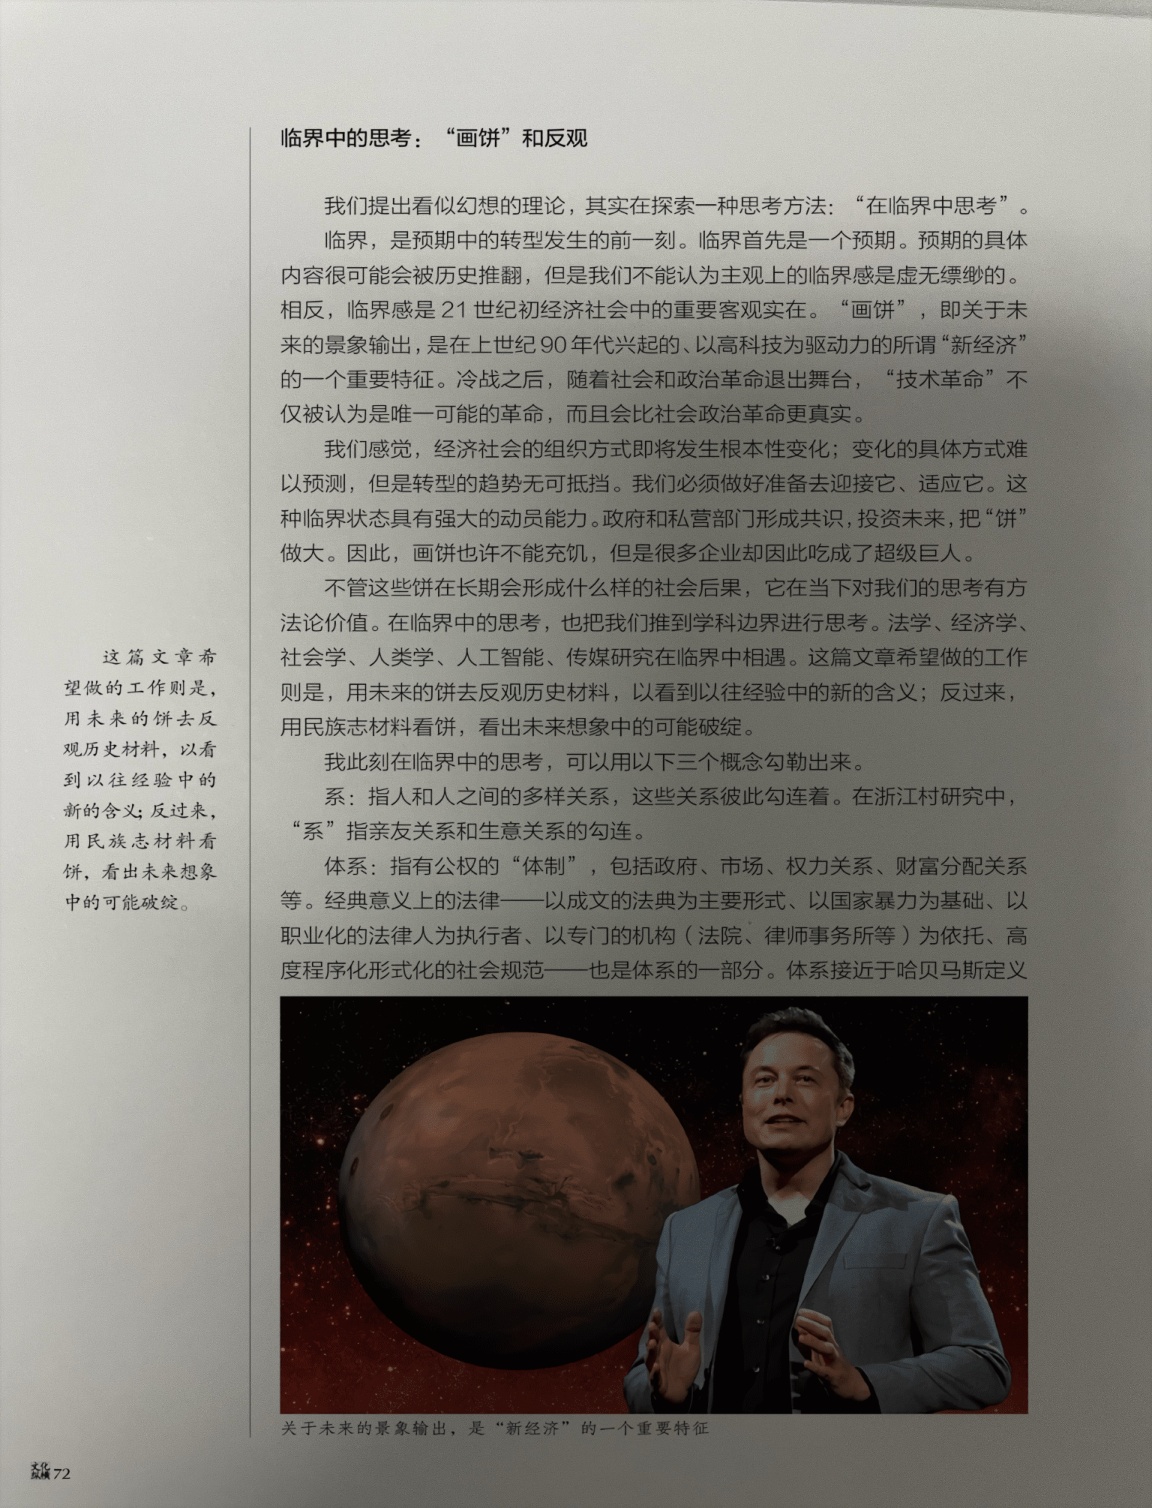 临界中的思考：“画饼”和反观
我们提出看似幻想的理论，其实在探索一种思考方法：“在临界中思考”。
临界，是预期中的转型发生的前一刻。临界首先是一个预期。预期的具体
内容很可能会被历史推翻，但是我们不能认为主观上的临界感是虚无缥缈的。
相反，临界感是 21 世纪初经济社会中的重要客观实在。“画饼”，即关于未
来的景象输出，是在上世纪 90 年代兴起的、以高科技为驱动力的所谓“新经济”
的一个重要特征。冷战之后，随着社会和政治革命退出舞台，“技术革命”不
仅被认为是唯一可能的革命，而且会比社会政治革命更真实。
我们感觉，经济社会的组织方式即将发生根本性变化；变化的具体方式难
以预测，但是转型的趋势无可抵挡。我们必须做好准备去迎接它、适应它。这
种临界状态具有强大的动员能力。政府和私营部门形成共识，投资未来，把“饼”
做大。因此，画饼也许不能充饥，但是很多企业却因此吃成了超级巨人。
不管这些饼在长期会形成什么样的社会后果，它在当下对我们的思考有方
法论价值。在临界中的思考，也把我们推到学科边界进行思考。法学、经济学、
社会学、人类学、人工智能、传媒研究在临界中相遇。这篇文章希望做的工作
则是，用未来的饼去反观历史材料，以看到以往经验中的新的含义；反过来，
用民族志材料看饼，看出未来想象中的可能破绽。
我此刻在临界中的思考，可以用以下三个概念勾勒出来。
系：指人和人之间的多样关系，这些关系彼此勾连着。在浙江村研究中，
“系”指亲友关系和生意关系的勾连。
体系：指有公权的“体制”，包括政府、市场、权力关系、财富分配关系
等。经典意义上的法律——以成文的法典为主要形式、以国家暴力为基础、以
职业化的法律人为执行者、以专门的机构（法院、律师事务所等）为依托、高
度程序化形式化的社会规范——也是体系的一部分。体系接近于哈贝马斯定义
这篇文章希
望做的工作则是，
用未来的饼去反
观历史材料，以看
到以往经验中的
新的含义；反过来，
用民族志材料看
饼，看出未来想象
中的可能破绽。
关于未来的景象输出，是“新经济”的一个重要特征
文化
纵横 72